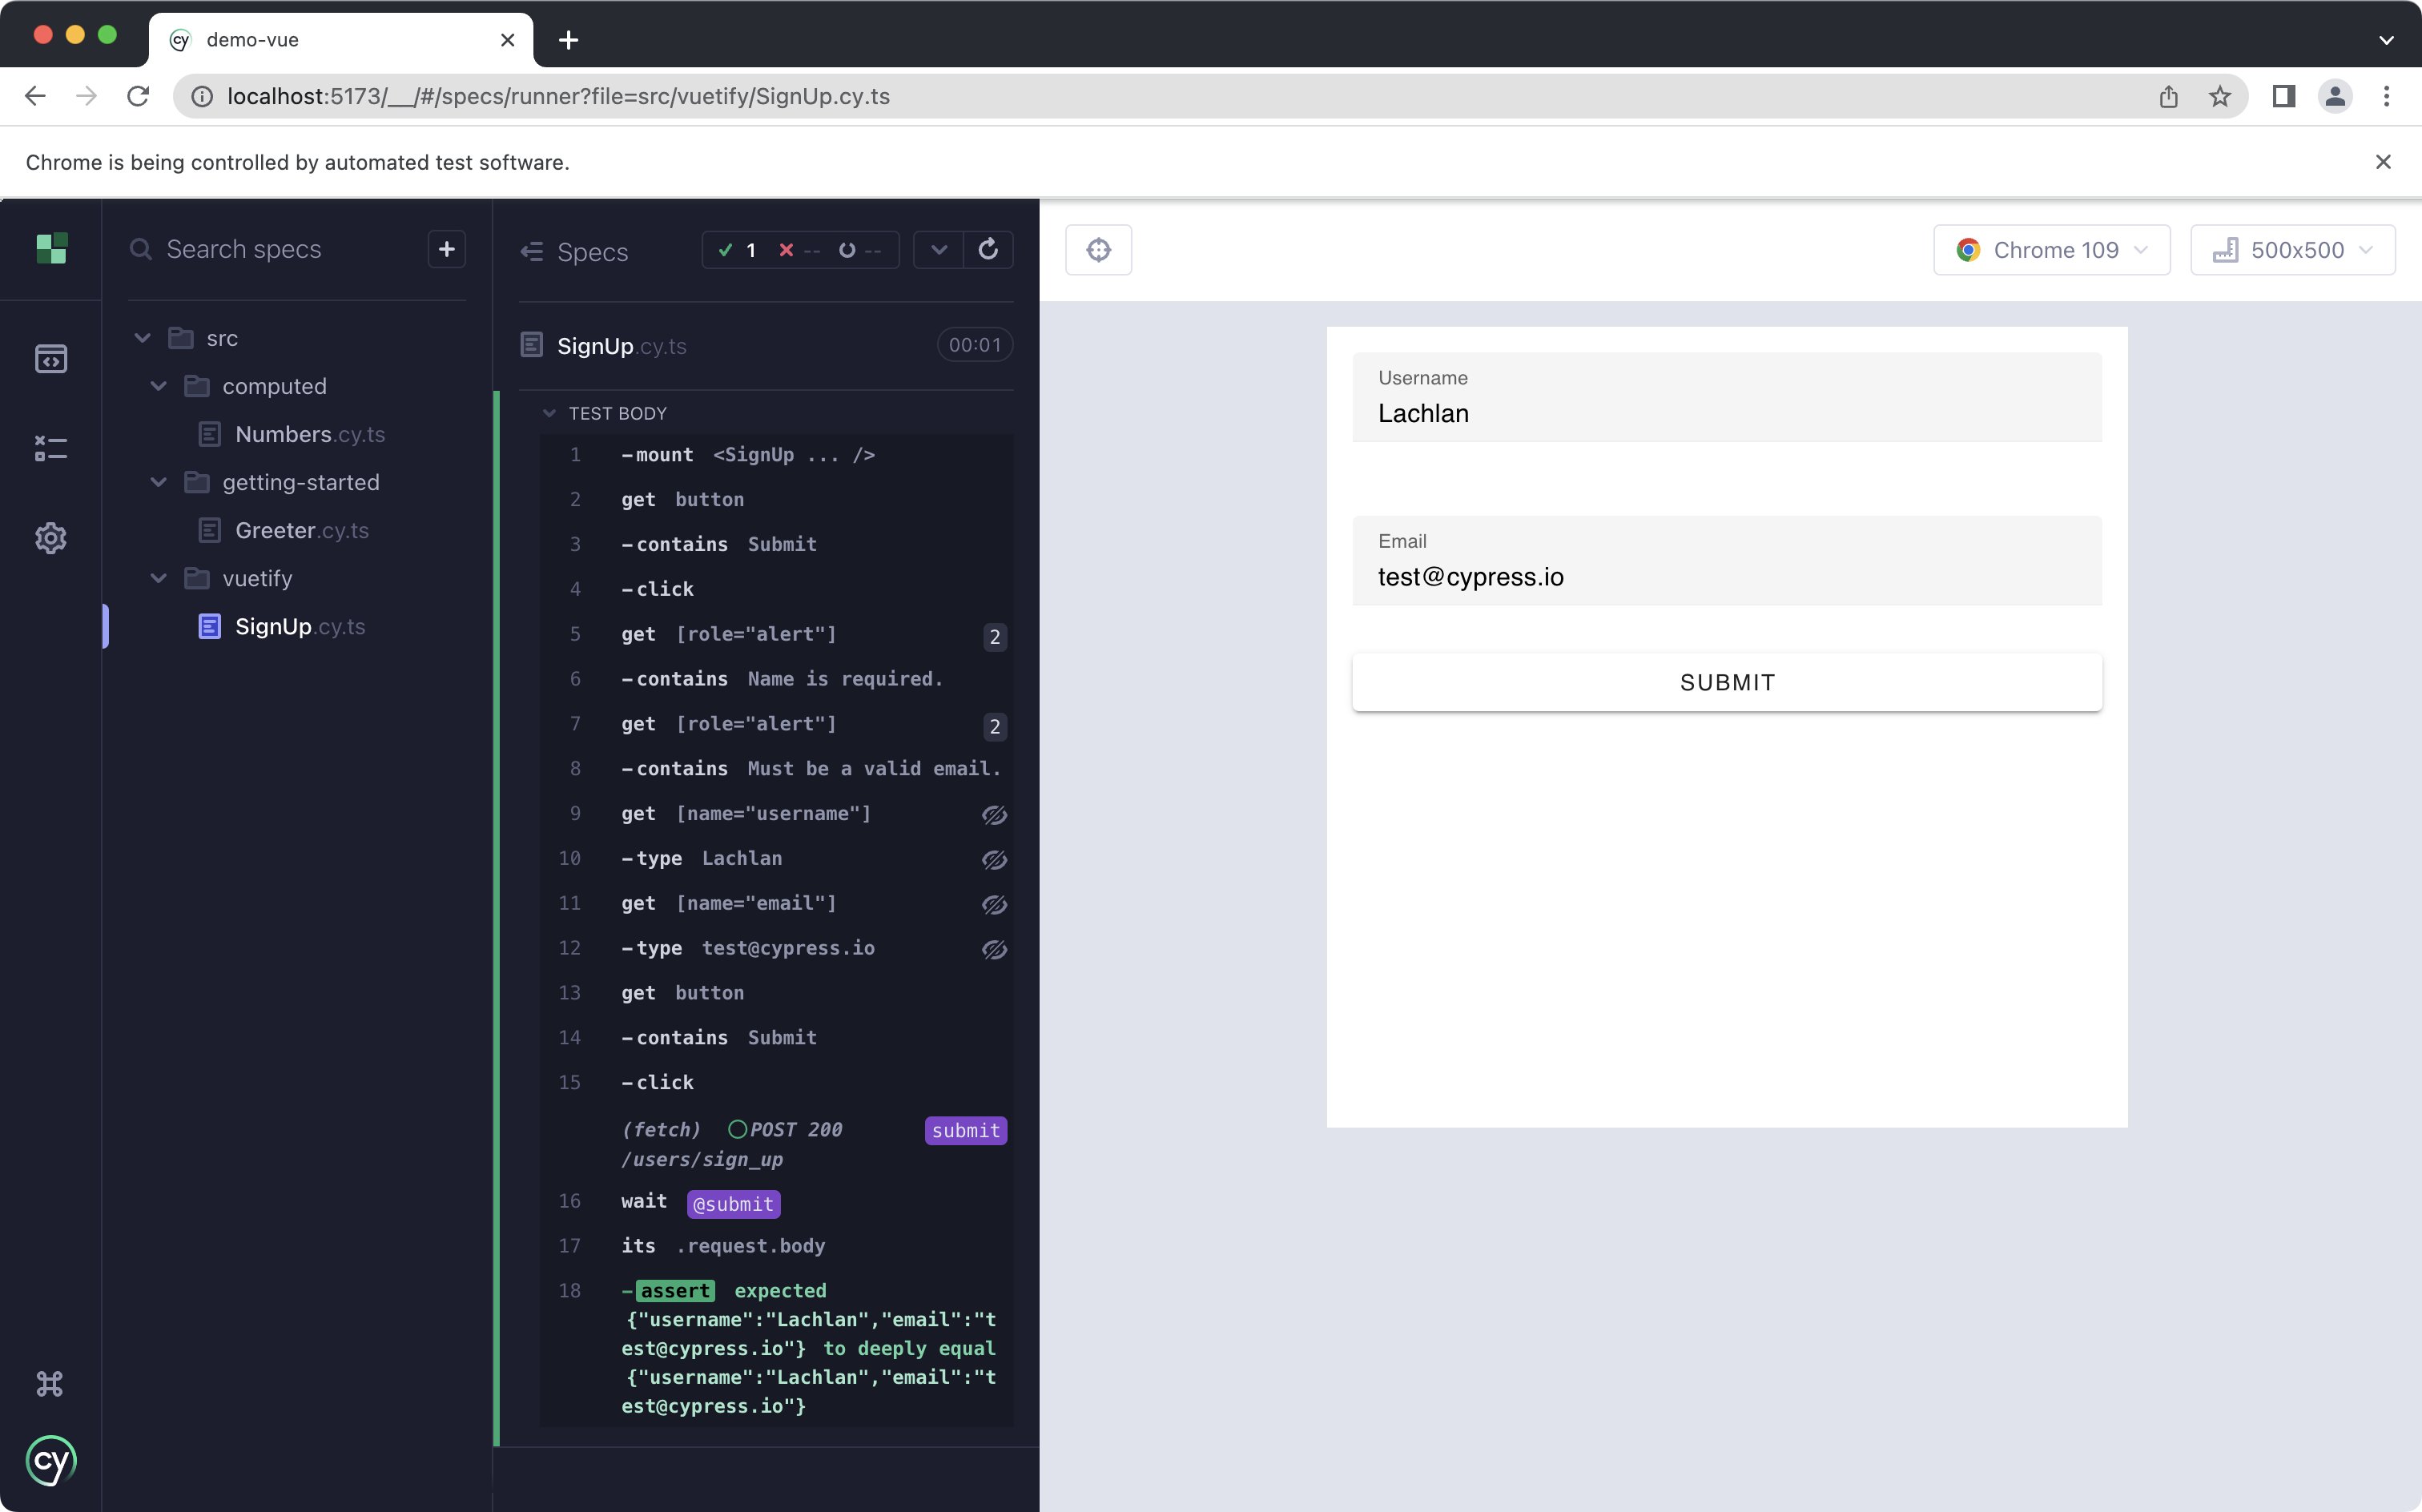 demo-vue
localhost:5173/__/#/specs/runner?file=src/vuetify/SignUp.cy.ts
Chrome is being controlled by automated test software.
Search specs
src
computed
Numbers.cy.ts
getting-started
Greeter.cy.ts
vuetify
SignUp.cy.ts
cy
Specs
1 -- --
SignUp.cy.ts 00:01
TEST BODY
1 -mount <SignUp ... />
2 get button
3 -contains Submit
4 -click
5 get [role="alert"] 2
6 -contains Name is required.
7 get [role="alert"] 2
8 -contains Must be a valid email.
9 get [name="username"]
10 -type Lachlan
11 get [name="email"]
12 -type test@cypress.io
13 get button
14 -contains Submit
15 -click
(fetch) POST 200 submit
/users/sign_up
16 wait @submit
17 its .request.body
18 -assert expected
{"username":"Lachlan","email":"t
est@cypress.io"} to deeply equal
{"username":"Lachlan","email":"t
est@cypress.io"}
Chrome 109
500x500
Username
Lachlan
Email
test@cypress.io
SUBMIT